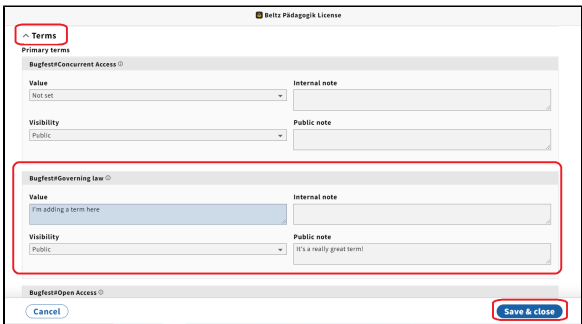 Beltz Pädagogik License
Terms
Primary terms
Bugfest#Concurrent Access
Value
Internal note
Not set
Visibility
Public note
Public
Bugfest#Governing law
Value
Internal note
I'm adding a term here
Visibility
Public note
Public
It's a really great term!
Bugfest#Open Access
Cancel
Save & close